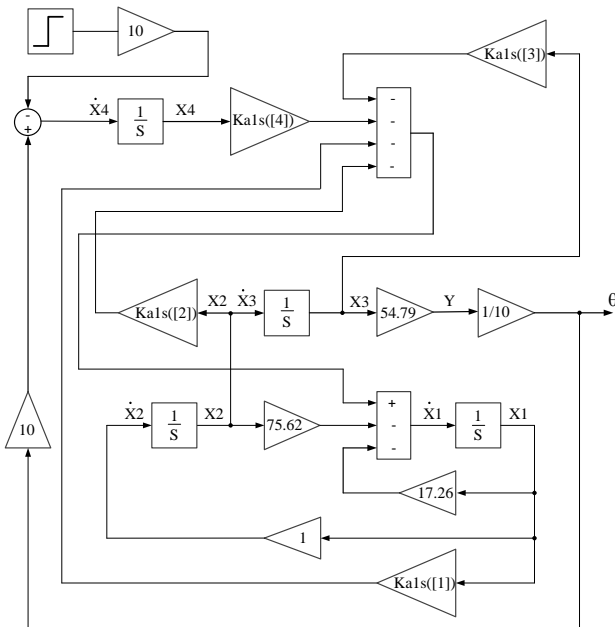 10
Ka1s([3])
-
+
Ẋ4
1
S
X4
Ka1s([4])
-
-
-
-
Ka1s([2])
X2
Ẋ3
1
S
X3
54.79
Y
1/10
θ
10
Ẋ2
1
S
X2
75.62
+
-
-
Ẋ1
1
S
X1
17.26
1
Ka1s([1])